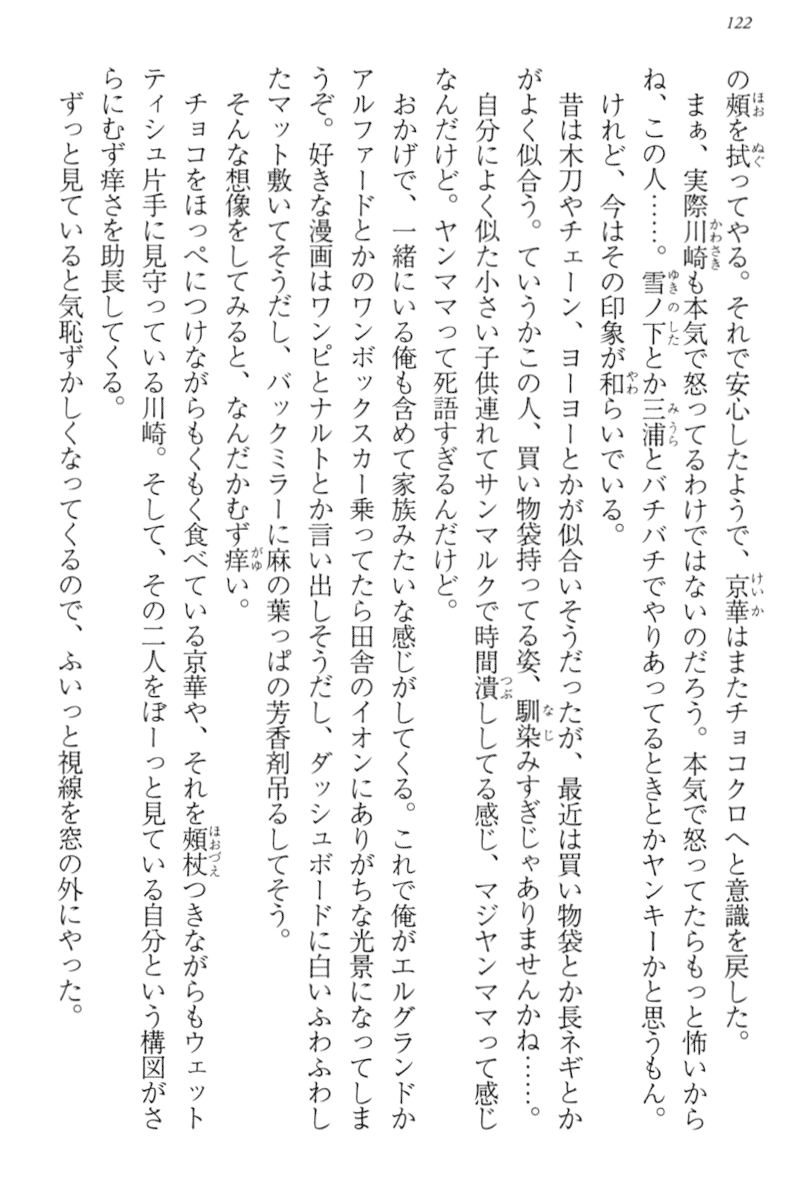 122
の頰を拭ってやる。それで安心したようで、京華はまたチョコクロへと意識を戻した。
まぁ、実際川崎も本気で怒ってるわけではないのだろう。本気で怒ってたらもっと怖いから
ね、この人……。雪ノ下とか三浦とバチバチでやりあってるときとかヤンキーかと思うもん。
けれど、今はその印象が和らいでいる。
昔は木刀やチェーン、ヨーヨーとかが似合いそうだったが、最近は買い物袋とか長ネギとか
がよく似合う。ていうかこの人、買い物袋持ってる姿、馴染みすぎじゃありませんかね……。
自分によく似た小さい子供連れてサンマルクで時間潰ししてる感じ、マジヤンママって感じ
なんだけど。ヤンママって死語すぎるんだけど。
おかげで、一緒にいる俺も含めて家族みたいな感じがしてくる。これで俺がエルグランドか
アルファードとかのワンボックスカー乗ってたら田舎のイオンにありがちな光景になってしま
うぞ。好きな漫画はワンピとナルトとか言い出しそうだし、ダッシュボードに白いふわふわし
たマット敷いてそうだし、バックミラーに麻の葉っぱの芳香剤吊るしてそう。
そんな想像をしてみると、なんだかむず痒い。
チョコをほっぺにつけながらもくもく食べている京華や、それを頰杖つきながらもウェット
ティシュ片手に見守っている川崎。そして、その二人をぼーっと見ている自分という構図がさ
らにむず痒さを助長してくる。
ずっと見ていると気恥ずかしくなってくるので、ふいっと視線を窓の外にやった。